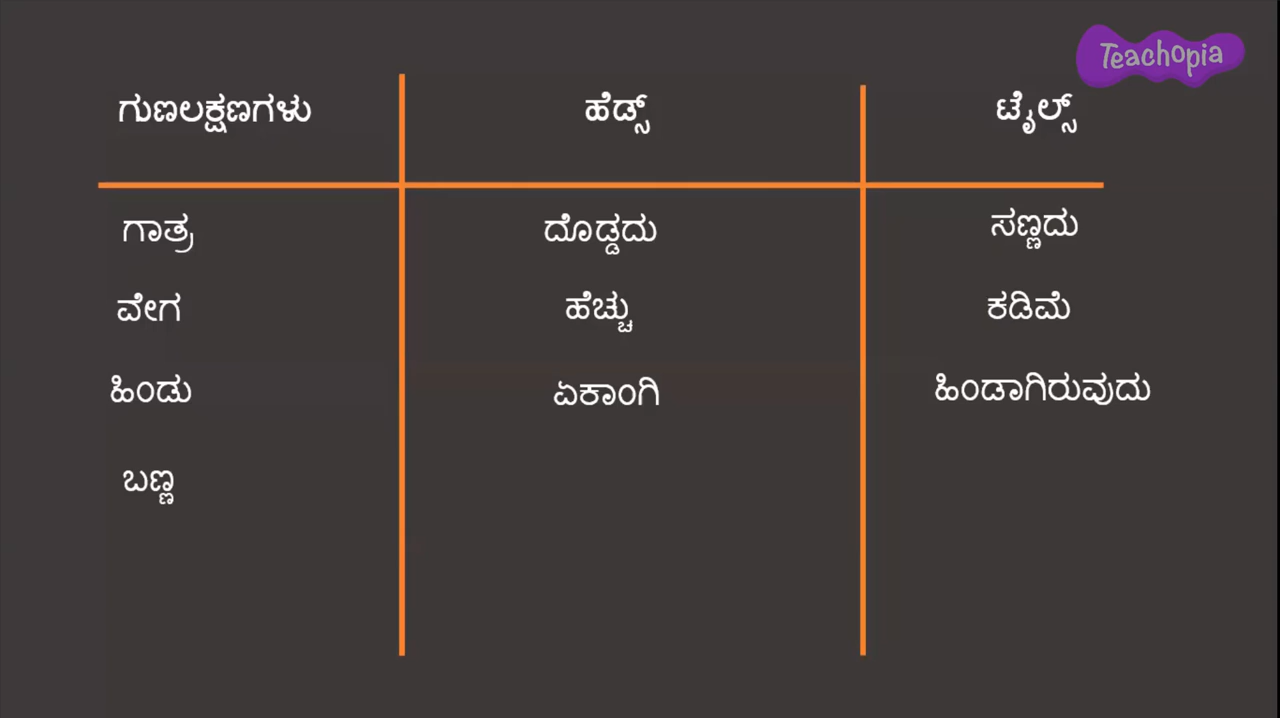 Teachopia
ಗುಣಲಕ್ಷಣಗಳು ಹೆಡ್ಸ್ ಟೈಲ್ಸ್
ಗಾತ್ರ ದೊಡ್ಡದು ಸಣ್ಣದು
ವೇಗ ಹೆಚ್ಚು ಕಡಿಮೆ
ಹಿಂಡು ಏಕಾಂಗಿ ಹಿಂಡಾಗಿರುವುದು
ಬಣ್ಣ